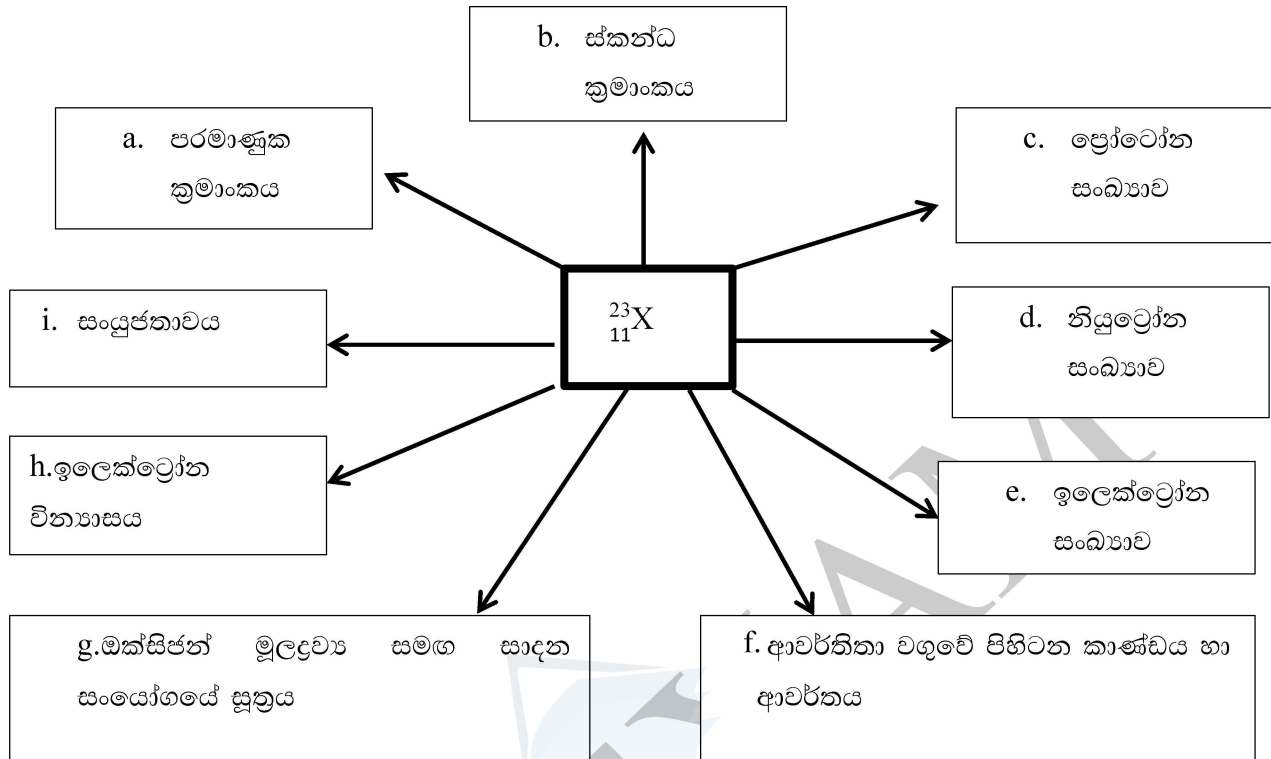 b. ස්කන්ධ
ක්‍රමාංකය
a. පරමාණුක
ක්‍රමාංකය
c. ප්‍රෝටෝන
සංඛ්‍යාව
i. සංයුජතාවය
²³₁₁X
d. නියුට්‍රෝන
සංඛ්‍යාව
h.ඉලෙක්ට්‍රෝන
වින්‍යාසය
e. ඉලෙක්ට්‍රෝන
සංඛ්‍යාව
g.ඔක්සිජන් මූලද්‍රව්‍ය සමඟ සාදන
සංයෝගයේ සූත්‍රය
f. ආවර්තිතා වගුවේ පිහිටන කාණ්ඩය හා
ආවර්තය